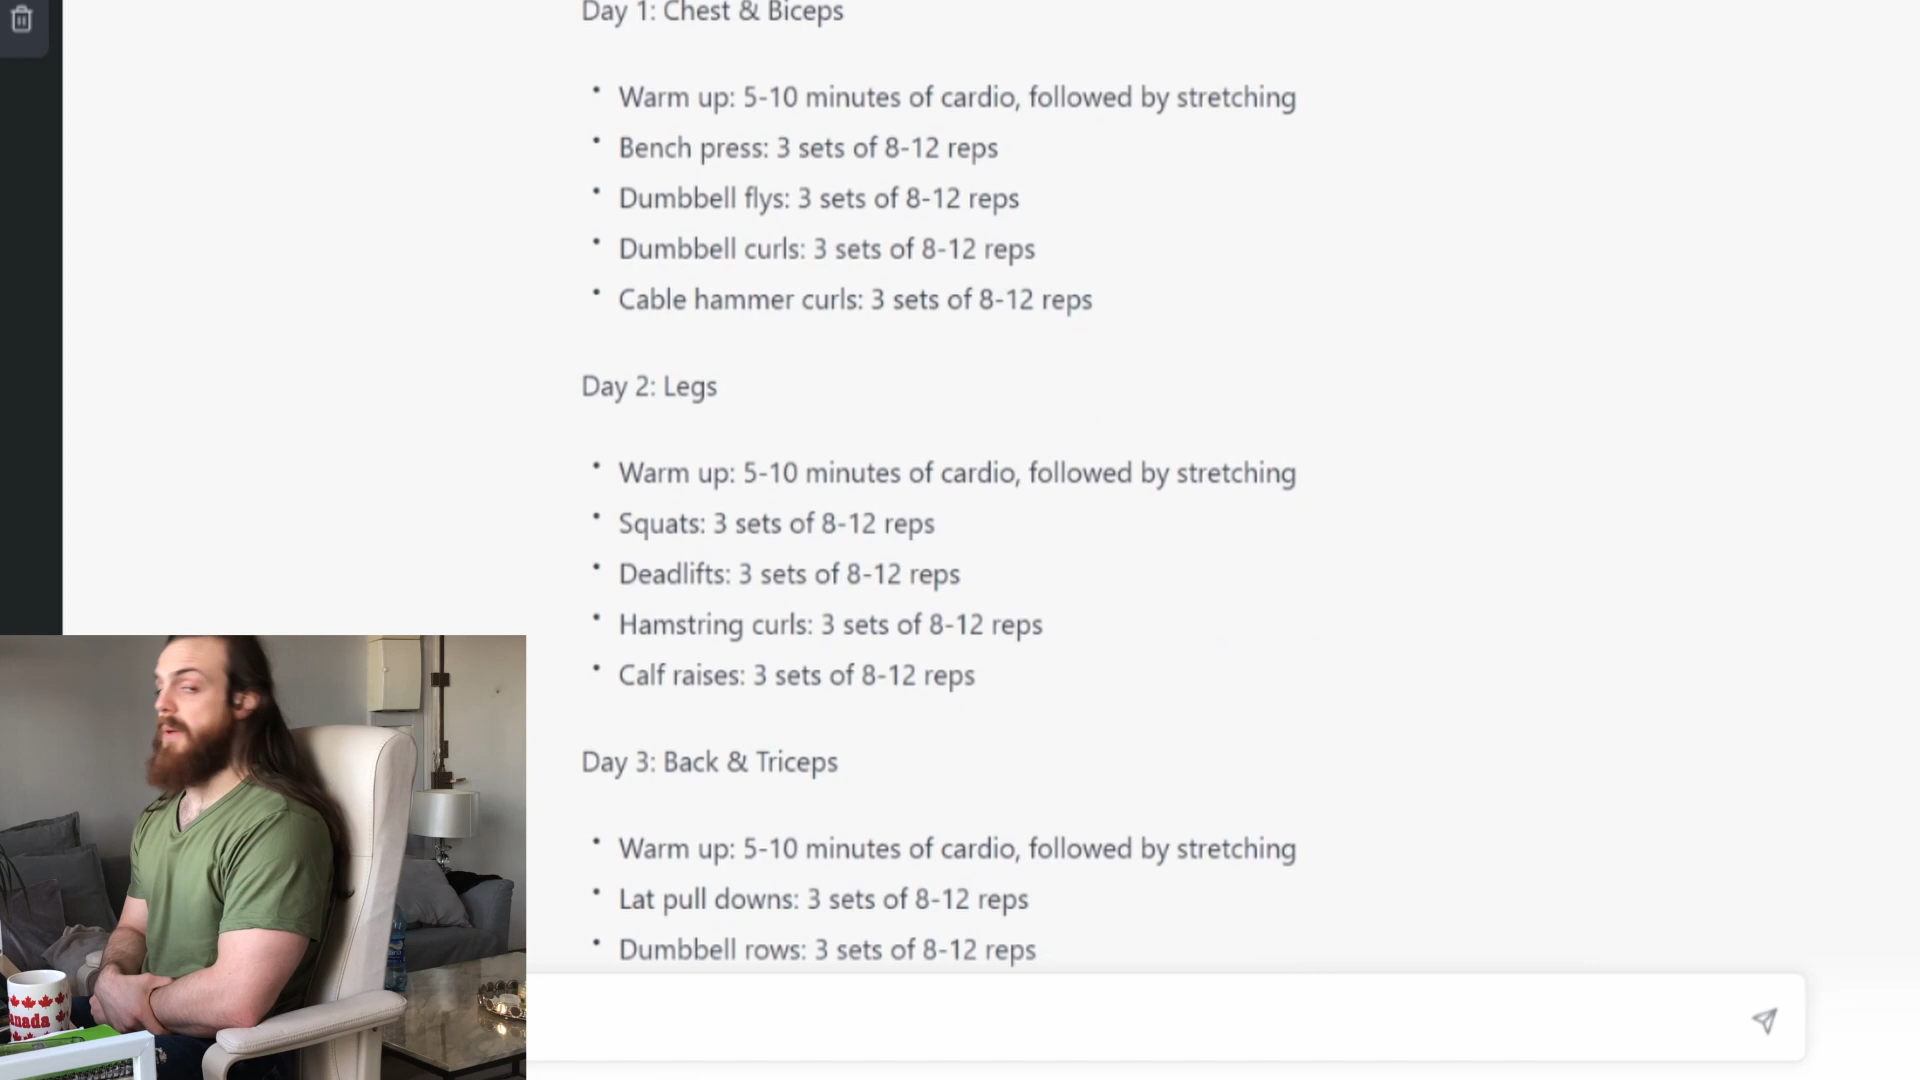 Day 1: Chest & Biceps
• Warm up: 5-10 minutes of cardio, followed by stretching
• Bench press: 3 sets of 8-12 reps
• Dumbbell flys: 3 sets of 8-12 reps
• Dumbbell curls: 3 sets of 8-12 reps
• Cable hammer curls: 3 sets of 8-12 reps
Day 2: Legs
• Warm up: 5-10 minutes of cardio, followed by stretching
• Squats: 3 sets of 8-12 reps
• Deadlifts: 3 sets of 8-12 reps
• Hamstring curls: 3 sets of 8-12 reps
• Calf raises: 3 sets of 8-12 reps
Day 3: Back & Triceps
• Warm up: 5-10 minutes of cardio, followed by stretching
• Lat pull downs: 3 sets of 8-12 reps
• Dumbbell rows: 3 sets of 8-12 reps
anada